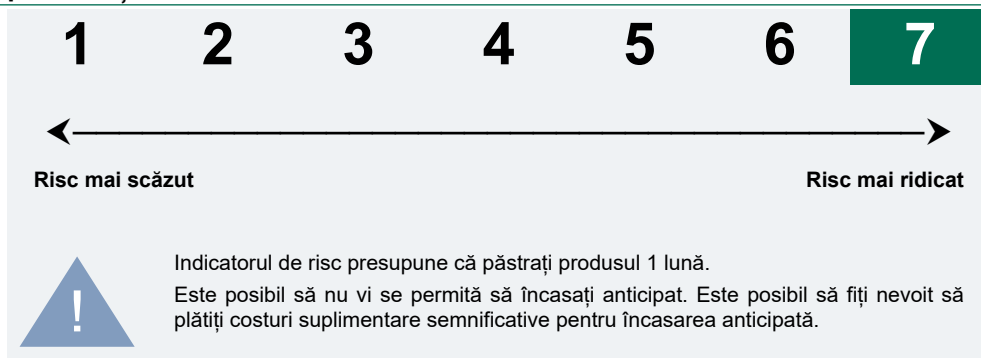 1 2 3 4 5 6 7
Risc mai scăzut Risc mai ridicat
Indicatorul de risc presupune că păstrați produsul 1 lună.
Este posibil să nu vi se permită să încasați anticipat. Este posibil să fiți nevoit să
plătiți costuri suplimentare semnificative pentru încasarea anticipată.